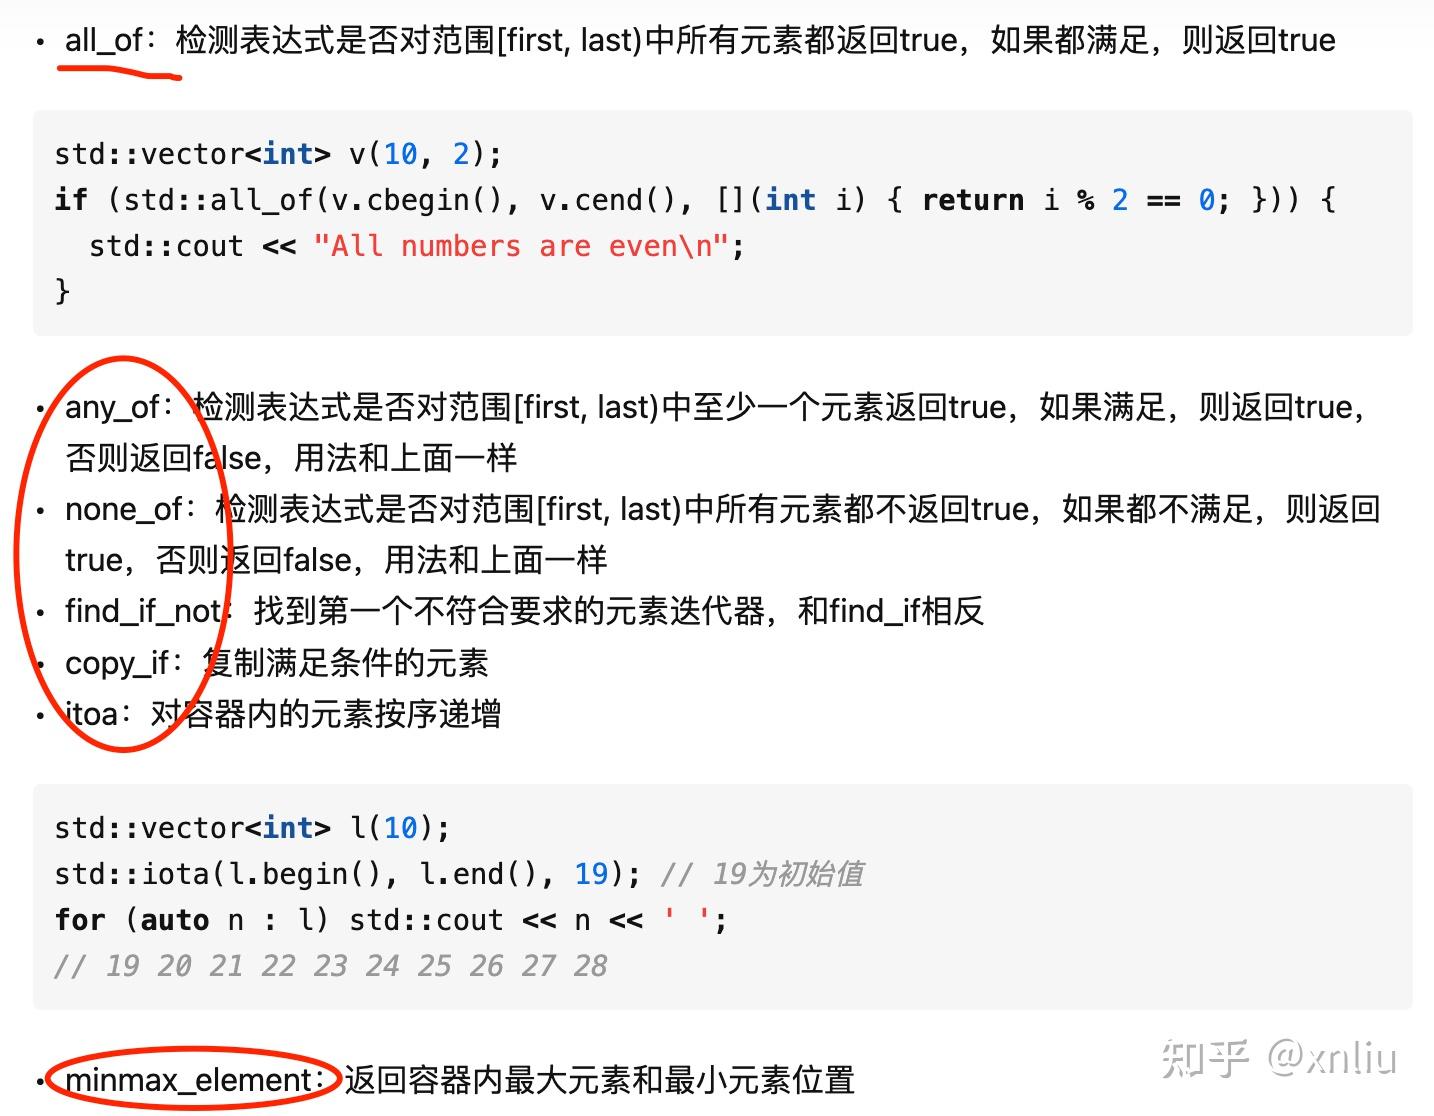 • all_of：检测表达式是否对范围[first, last)中所有元素都返回true，如果都满足，则返回true
std::vector<int> v(10, 2);
if (std::all_of(v.cbegin(), v.cend(), [](int i) { return i % 2 == 0; })) {
  std::cout << "All numbers are even\n";
}
• any_of：检测表达式是否对范围[first, last)中至少一个元素返回true，如果满足，则返回true，
否则返回false，用法和上面一样
• none_of：检测表达式是否对范围[first, last)中所有元素都不返回true，如果都不满足，则返回
true，否则返回false，用法和上面一样
• find_if_not：找到第一个不符合要求的元素迭代器，和find_if相反
• copy_if：复制满足条件的元素
• itoa：对容器内的元素按序递增
std::vector<int> l(10);
std::iota(l.begin(), l.end(), 19); // 19为初始值
for (auto n : l) std::cout << n << ' ';
// 19 20 21 22 23 24 25 26 27 28
• minmax_element：返回容器内最大元素和最小元素位置
知乎 @xnliu